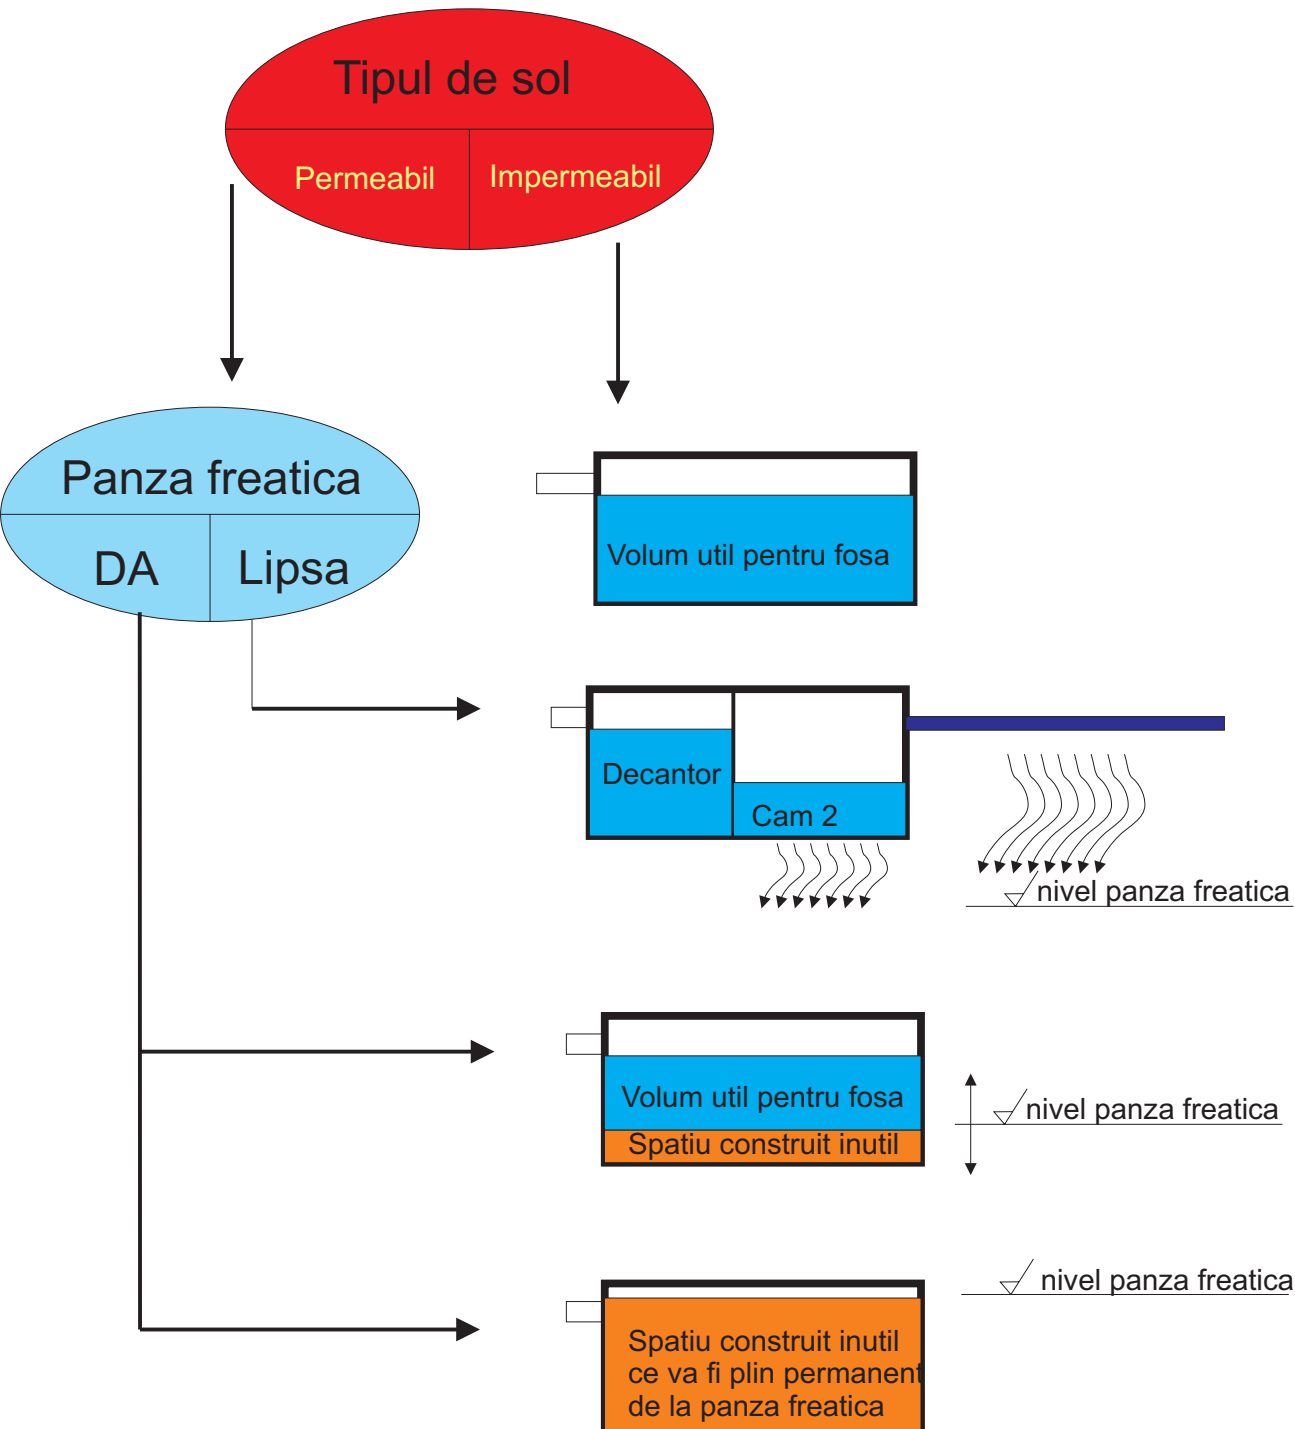 Tipul de sol
Permeabil
Impermeabil
Panza freatica
DA
Lipsa
Volum util pentru fosa
Decantor
Cam 2
nivel panza freatica
Volum util pentru fosa
Spatiu construit inutil
nivel panza freatica
nivel panza freatica
Spatiu construit inutil
ce va fi plin permanent
de la panza freatica